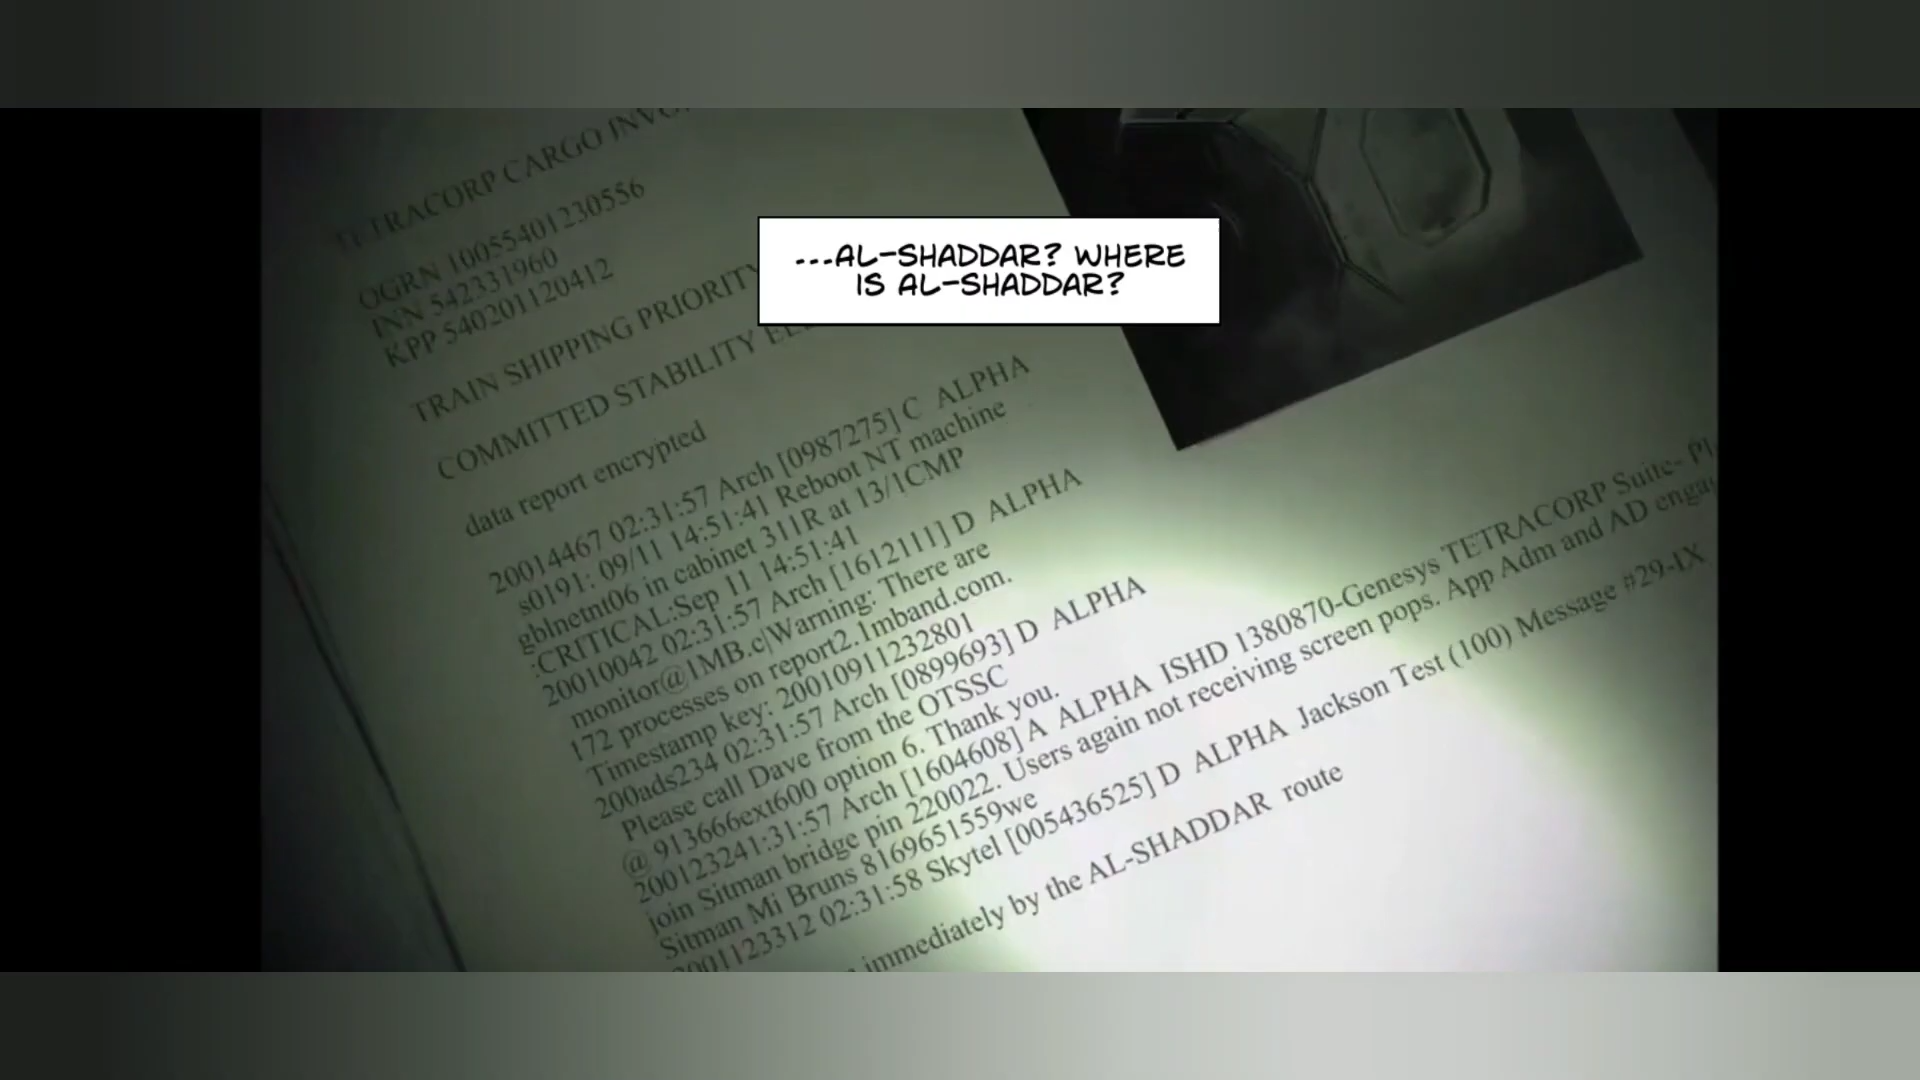 TETRACORP CARGO
OGRN 10055401230556
INN 542331960
KPP 540201120412
...AL-SHADDAR? WHERE
IS AL-SHADDAR?
TRAIN SHIPPING PRIORITY
COMMITTED STABILITY
data report encrypted
20014467 02:31:57 Arch [0987275] C ALPHA
s0191: 09/11 14:51:41 Reboot NT machine
gblnetnt06 in cabinet 311R at 13/1CMP
:CRITICAL:Sep 11 14:51:41
20010042 02:31:57 Arch [1612111] D ALPHA
monitor@1MB.c|Warning: There are
172 processes on report2.1mband.com.
Timestamp key: 20010911232801
200ads234 02:31:57 Arch [0899693] D ALPHA
Please call Dave from the OTSSC
@ 913666ext600 option 6. Thank you.
200123241:31:57 Arch [1604608] A ALPHA ISHD 1380870-Genesys TETRACORP Suite-
join Sitman bridge pin 220022. Users again not receiving screen pops. App Adm and AD
Sitman Mi Bruns 8169651559we
2001123312 02:31:58 Skytel [005436525] D ALPHA Jackson Test (100) Message #29-IX
immediately by the AL-SHADDAR route